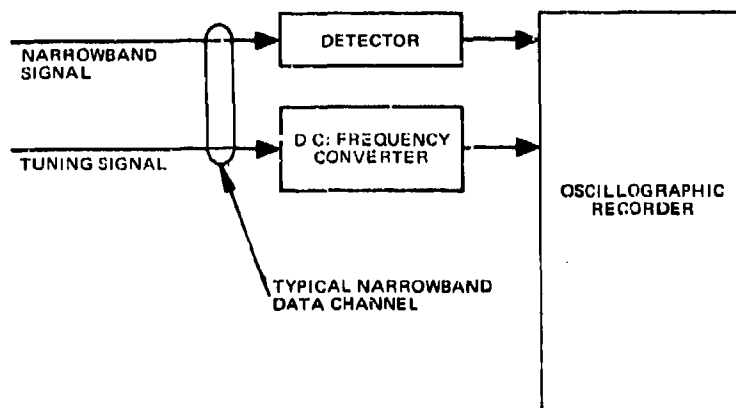 NARROWBAND
SIGNAL
DETECTOR
TUNING SIGNAL
D C: FREQUENCY
CONVERTER
OSCILLOGRAPHIC
RECORDER
TYPICAL NARROWBAND
DATA CHANNEL